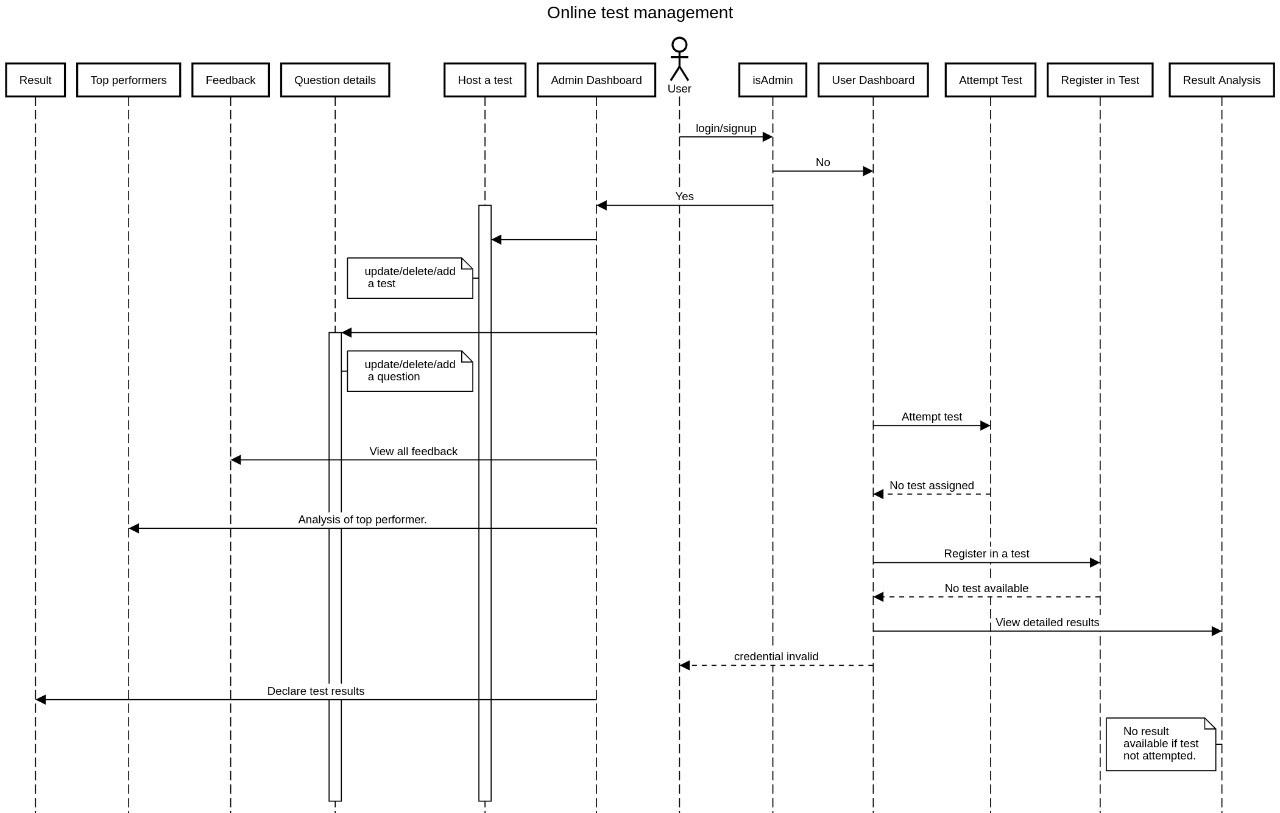 Online test management
Result
Top performers
Feedback
Question details
Host a test
Admin Dashboard
User
isAdmin
User Dashboard
Attempt Test
Register in Test
Result Analysis
login/signup
No
Yes
update/delete/add
a test
update/delete/add
a question
Attempt test
View all feedback
No test assigned
Analysis of top performer.
Register in a test
No test available
View detailed results
credential invalid
Declare test results
No result
available if test
not attempted.